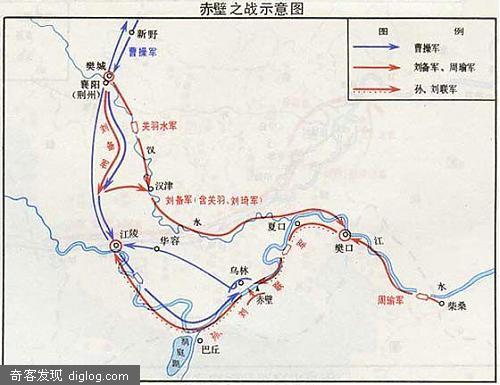 赤壁之战示意图
图 例
曹操军
刘备军、周瑜军
孙、刘联军
新野
曹操军
樊城
襄阳
(荆州)
关羽水军
刘备军
汉
汉津
刘备军(含关羽、刘琦军)
水
夏口
江陵
华容
樊口
江
乌林
赤壁
孙刘联军
周瑜军
水
柴桑
巴丘
洞庭湖
奇客发现 diglog.com